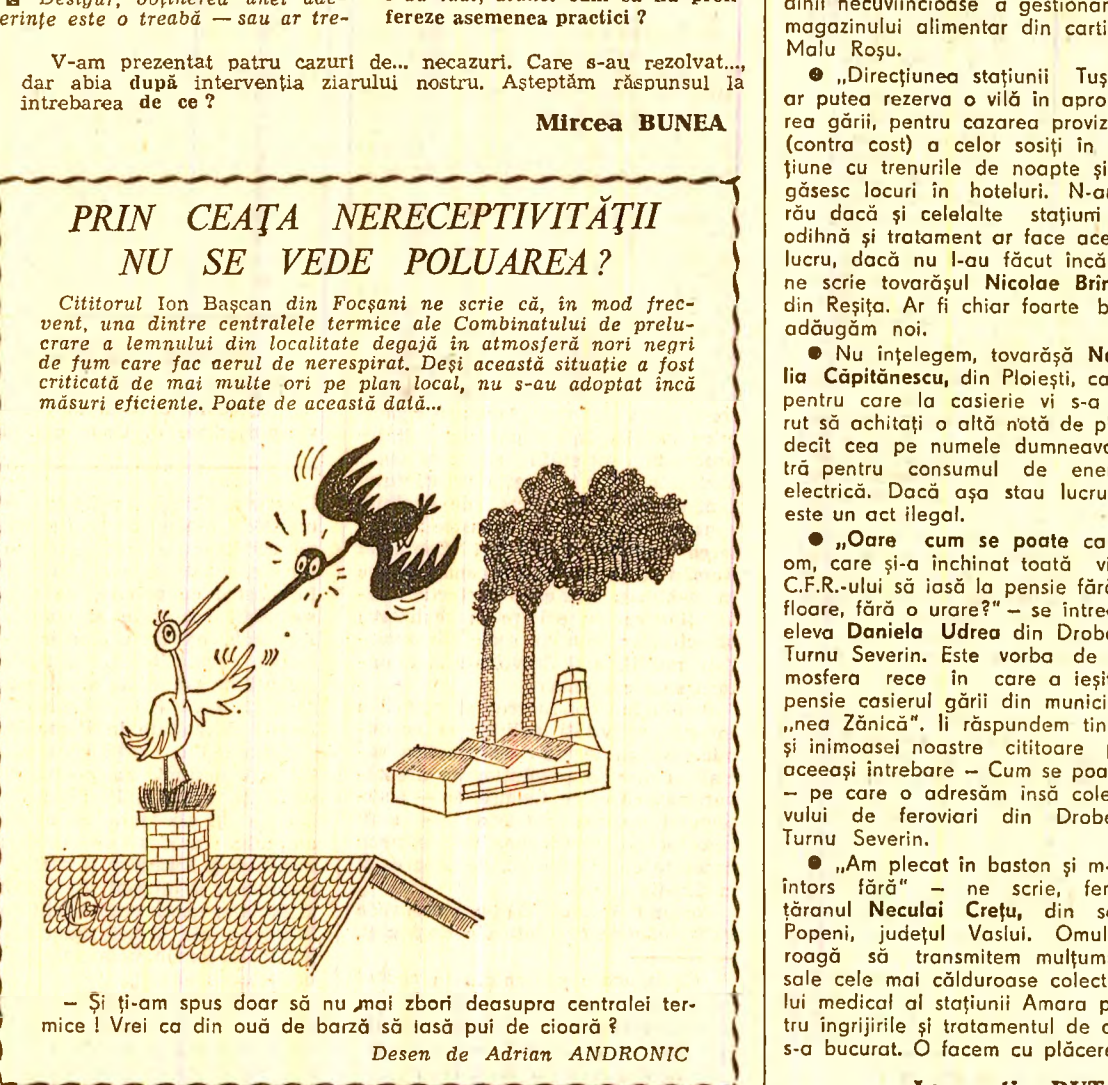 erințe este o treabă — sau ar tre-
fereze asemenea practici ?
V-am prezentat patru cazuri de... necazuri. Care s-au rezolvat...,
dar abia după intervenția ziarului nostru. Așteptăm răspunsul la
intrebarea de ce ?
Mircea BUNEA
PRIN CEAȚA NERECEPTIVITĂȚII
NU SE VEDE POLUAREA ?
Cititorul Ion Bașcan din Focșani ne scrie că, în mod frec-
vent, una dintre centralele termice ale Combinatului de prelu-
crare a lemnului din localitate degajă în atmosferă nori negri
de fum care fac aerul de nerespirat. Deși această situație a fost
criticată de mai multe ori pe plan local, nu s-au adoptat încă
măsuri eficiente. Poate de această dată...
— Și ți-am spus doar să nu mai zbori deasupra centralei ter-
mice ! Vrei ca din ouă de barză să iasă pui de cioară ?
Desen de Adrian ANDRONIC
magazinului alimentar din carti
Malu Roșu.
● „Direcțiunea stațiunii Tuș
ar putea rezerva o vilă în apro
rea gării, pentru cazarea proviz
(contra cost) a celor sosiți în
țiune cu trenurile de noapte și
găsesc locuri în hoteluri. N-a
rău dacă și celelalte stațiuni
odihnă și tratament ar face ace
lucru, dacă nu l-au făcut încă
ne scrie tovarășul Nicolae Brîn
din Reșița. Ar fi chiar foarte b
adăugăm noi.
● Nu înțelegem, tovarășă Na
lia Căpitănescu, din Ploiești, ca
pentru care la casierie vi s-a
rut să achitați o altă notă de p
decît cea pe numele dumneavo
tră pentru consumul de ene
electrică. Dacă așa stau lucru
este un act ilegal.
● „Oare cum se poate ca
om, care și-a închinat toată vi
C.F.R.-ului să iasă la pensie fără
floare, fără o urare?" — se între
eleva Daniela Udrea din Drobe
Turnu Severin. Este vorba de
mosfera rece în care a ieși
pensie casierul gării din munici
„nea Zănică". Ii răspundem tin
și inimoasei noastre cititoare p
aceeași întrebare — Cum se poa
— pe care o adresăm însă cole
vului de feroviari din Drobe
Turnu Severin.
● „Am plecat în baston și m-
întors fără" — ne scrie, fer
țăranul Neculai Crețu, din s
Popeni, județul Vaslui. Omul
roagă să transmitem mulțum
sale cele mai călduroase colect
lui medical al stațiunii Amara p
tru îngrijirile și tratamentul de c
s-a bucurat. O facem cu plăcere